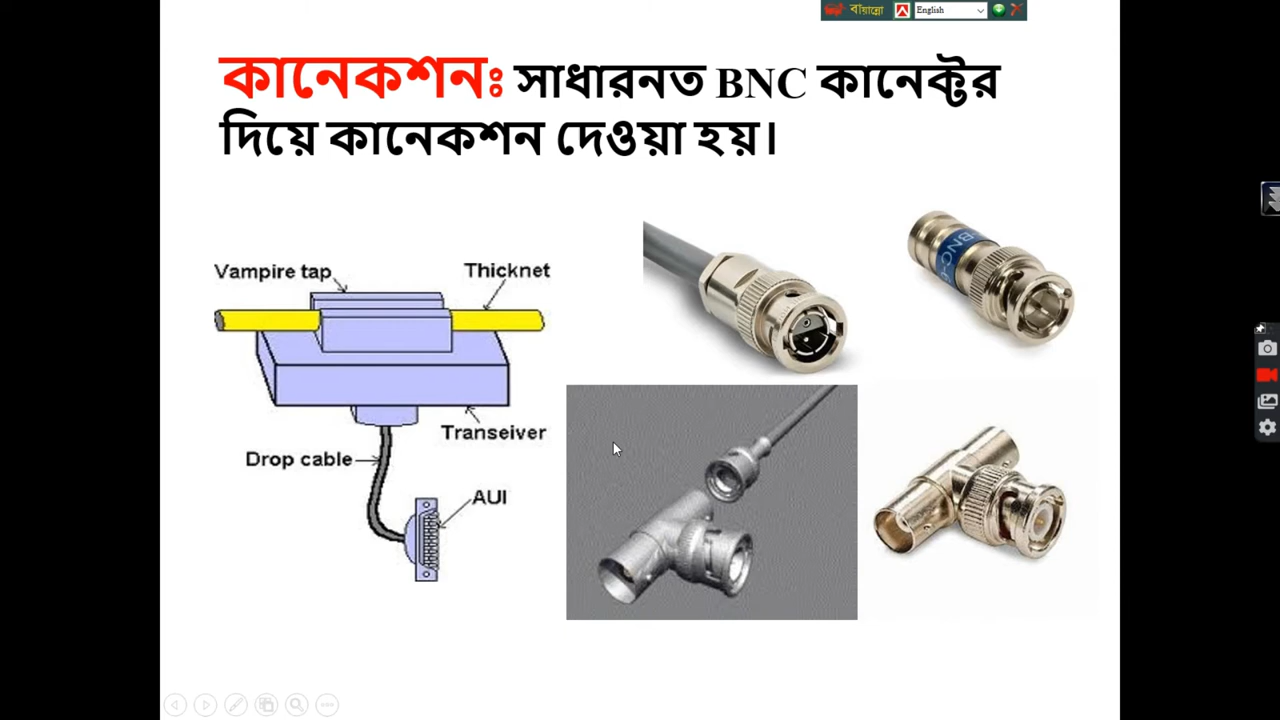 বাঁয়ান্নো English
কানেকশনঃ সাধারনত BNC কানেক্টর
দিয়ে কানেকশন দেওয়া হয়।
Vampire tap
Thicknet
Transeiver
Drop cable
AUI